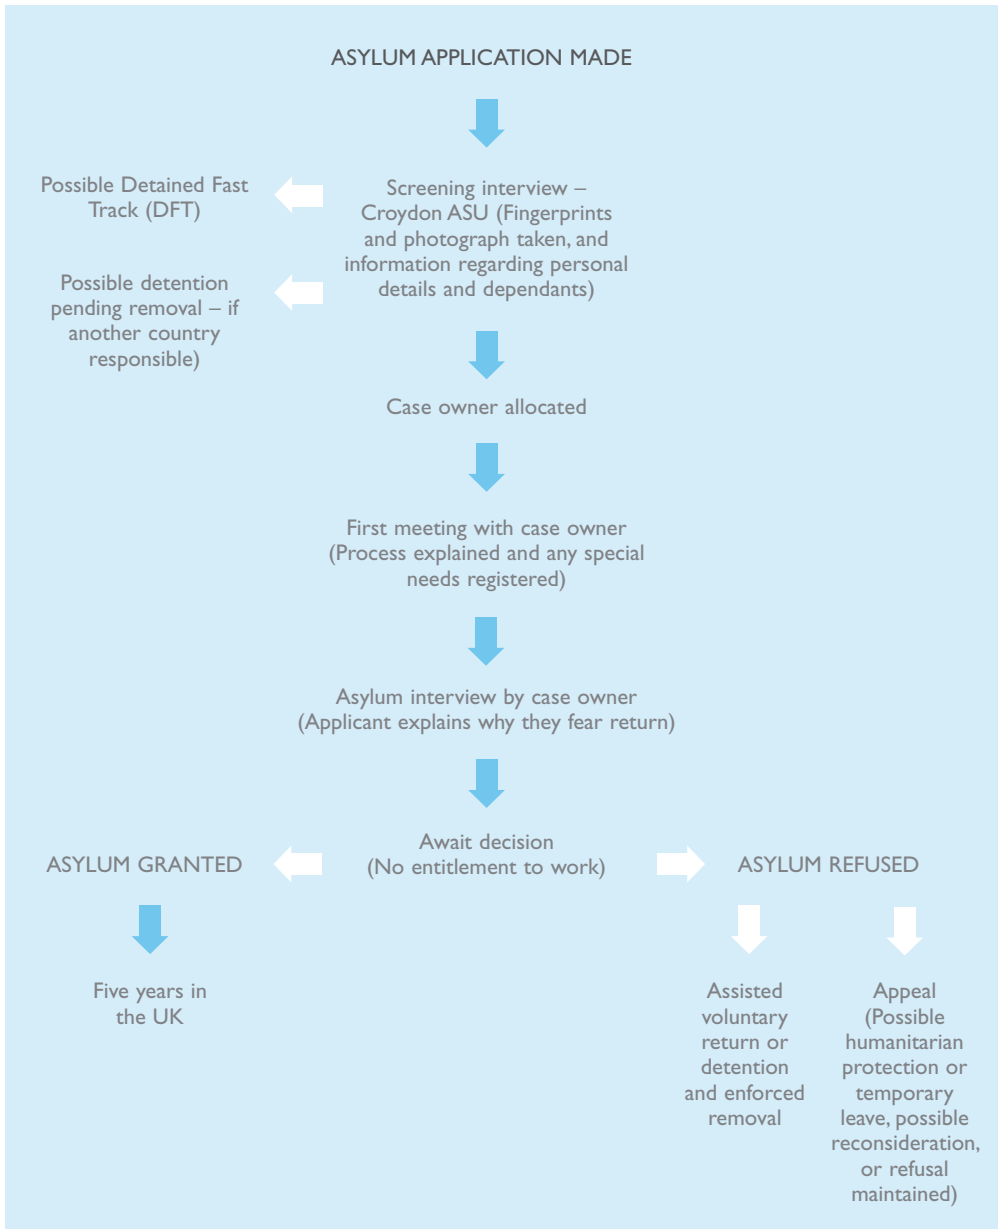 ASYLUM APPLICATION MADE
Possible Detained Fast
Track (DFT)
Screening interview –
Croydon ASU (Fingerprints
and photograph taken, and
information regarding personal
details and dependants)
Possible detention
pending removal – if
another country
responsible)
Case owner allocated
First meeting with case owner
(Process explained and any special
needs registered)
Asylum interview by case owner
(Applicant explains why they fear return)
Await decision
(No entitlement to work)
ASYLUM GRANTED
ASYLUM REFUSED
Five years in
the UK
Assisted
voluntary
return or
detention
and enforced
removal
Appeal
(Possible
humanitarian
protection or
temporary
leave, possible
reconsideration,
or refusal
maintained)